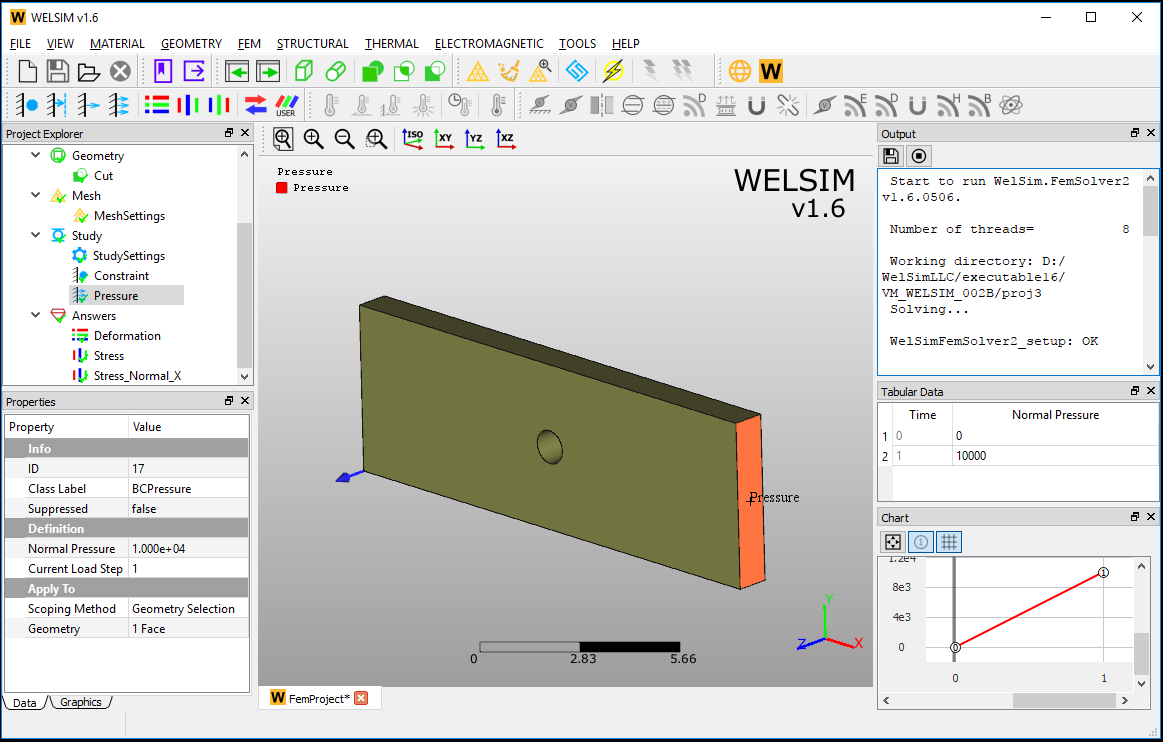 WELSIM v1.6
FILE VIEW MATERIAL GEOMETRY FEM STRUCTURAL THERMAL ELECTROMAGNETIC TOOLS HELP
W
USER D E D H B
Project Explorer
Geometry
Cut
Mesh
MeshSettings
Study
StudySettings
Constraint
Pressure
Answers
Deformation
Stress
Stress_Normal_X
Properties
Property Value
Info
ID 17
Class Label BCPressure
Suppressed false
Definition
Normal Pressure 1.000e+04
Current Load Step 1
Apply To
Scoping Method Geometry Selection
Geometry 1 Face
Data Graphics
ISO XY YZ XZ
Pressure
Pressure
WELSIM
v1.6
Pressure
Y
Z X
0 2.83 5.66
W FemProject*
Output
Start to run WelSim.FemSolver2
v1.6.0506.
Number of threads= 8
Working directory: D:/
WelSimLLC/executable16/
VM_WELSIM_002B/proj3
Solving...
WelSimFemSolver2_setup: OK
Tabular Data
Time Normal Pressure
1 0 0
2 1 10000
Chart
1
1.2e4
8e3
4e3
0
0 1
0 1